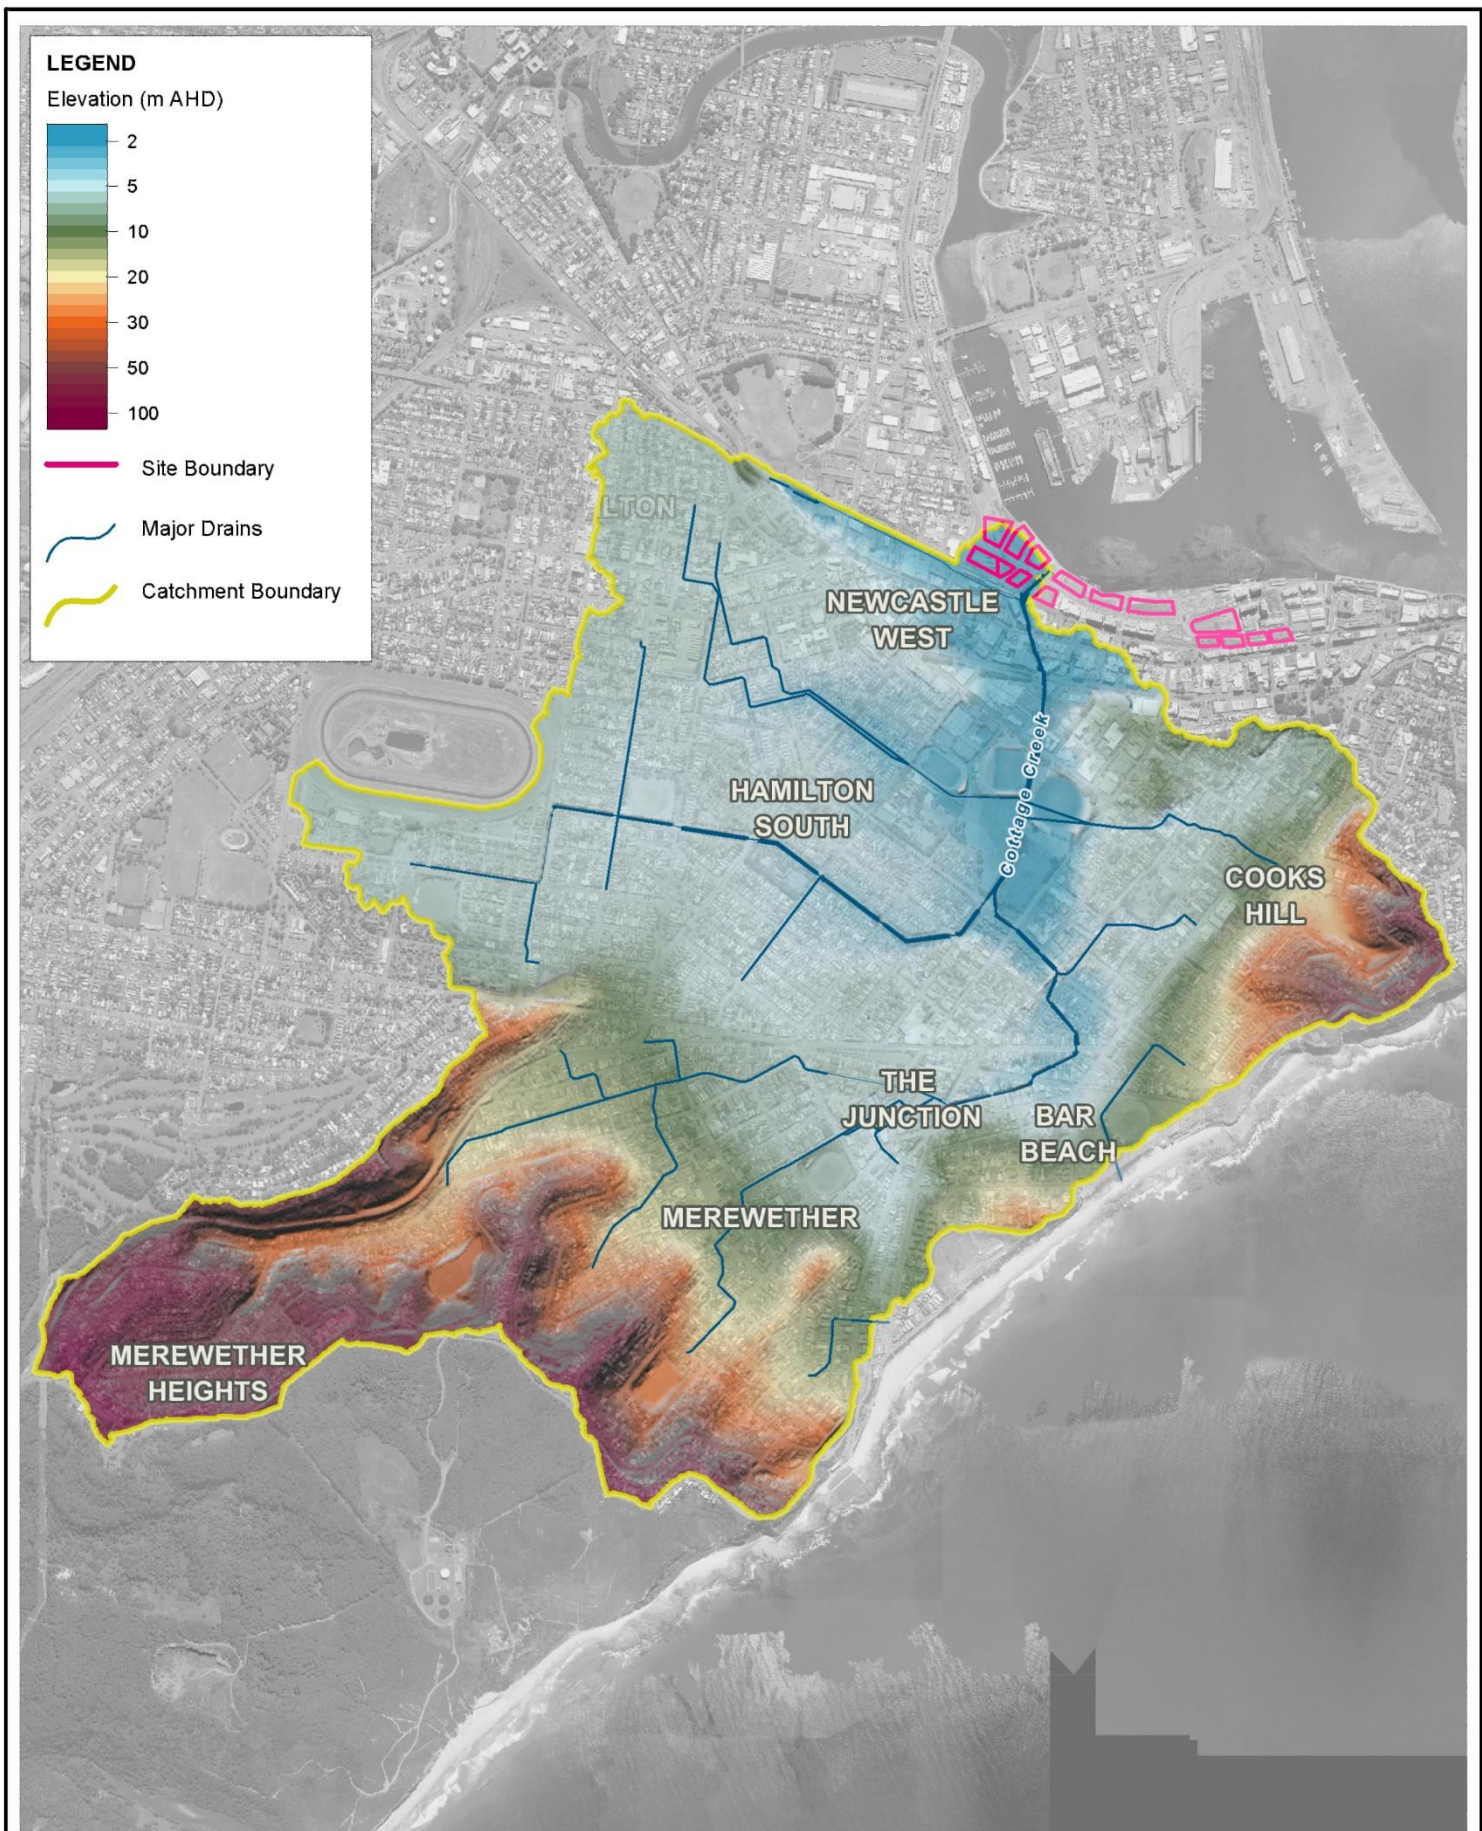 LEGEND
Elevation (m AHD)
2
5
10
20
30
50
100
Site Boundary
Major Drains
Catchment Boundary
LTON
NEWCASTLE
WEST
HAMILTON
SOUTH
Cottage Creek
COOKS
HILL
THE
JUNCTION
BAR
BEACH
MEREWETHER
MEREWETHER
HEIGHTS